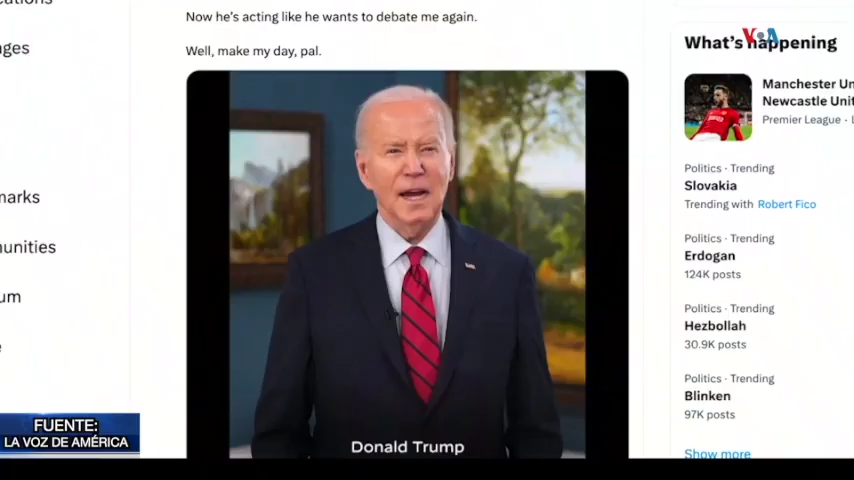 Now he's acting like he wants to debate me again.
Well, make my day, pal.
Donald Trump
marks
VOA
What's happening
Manchester Un
Newcastle Unit
Premier League · L
Politics · Trending
Slovakia
Trending with Robert Fico
Politics · Trending
Erdogan
124K posts
Politics · Trending
Hezbollah
30.9K posts
Politics · Trending
Blinken
97K posts
Show more
FUENTE:
LA VOZ DE AMÉRICA